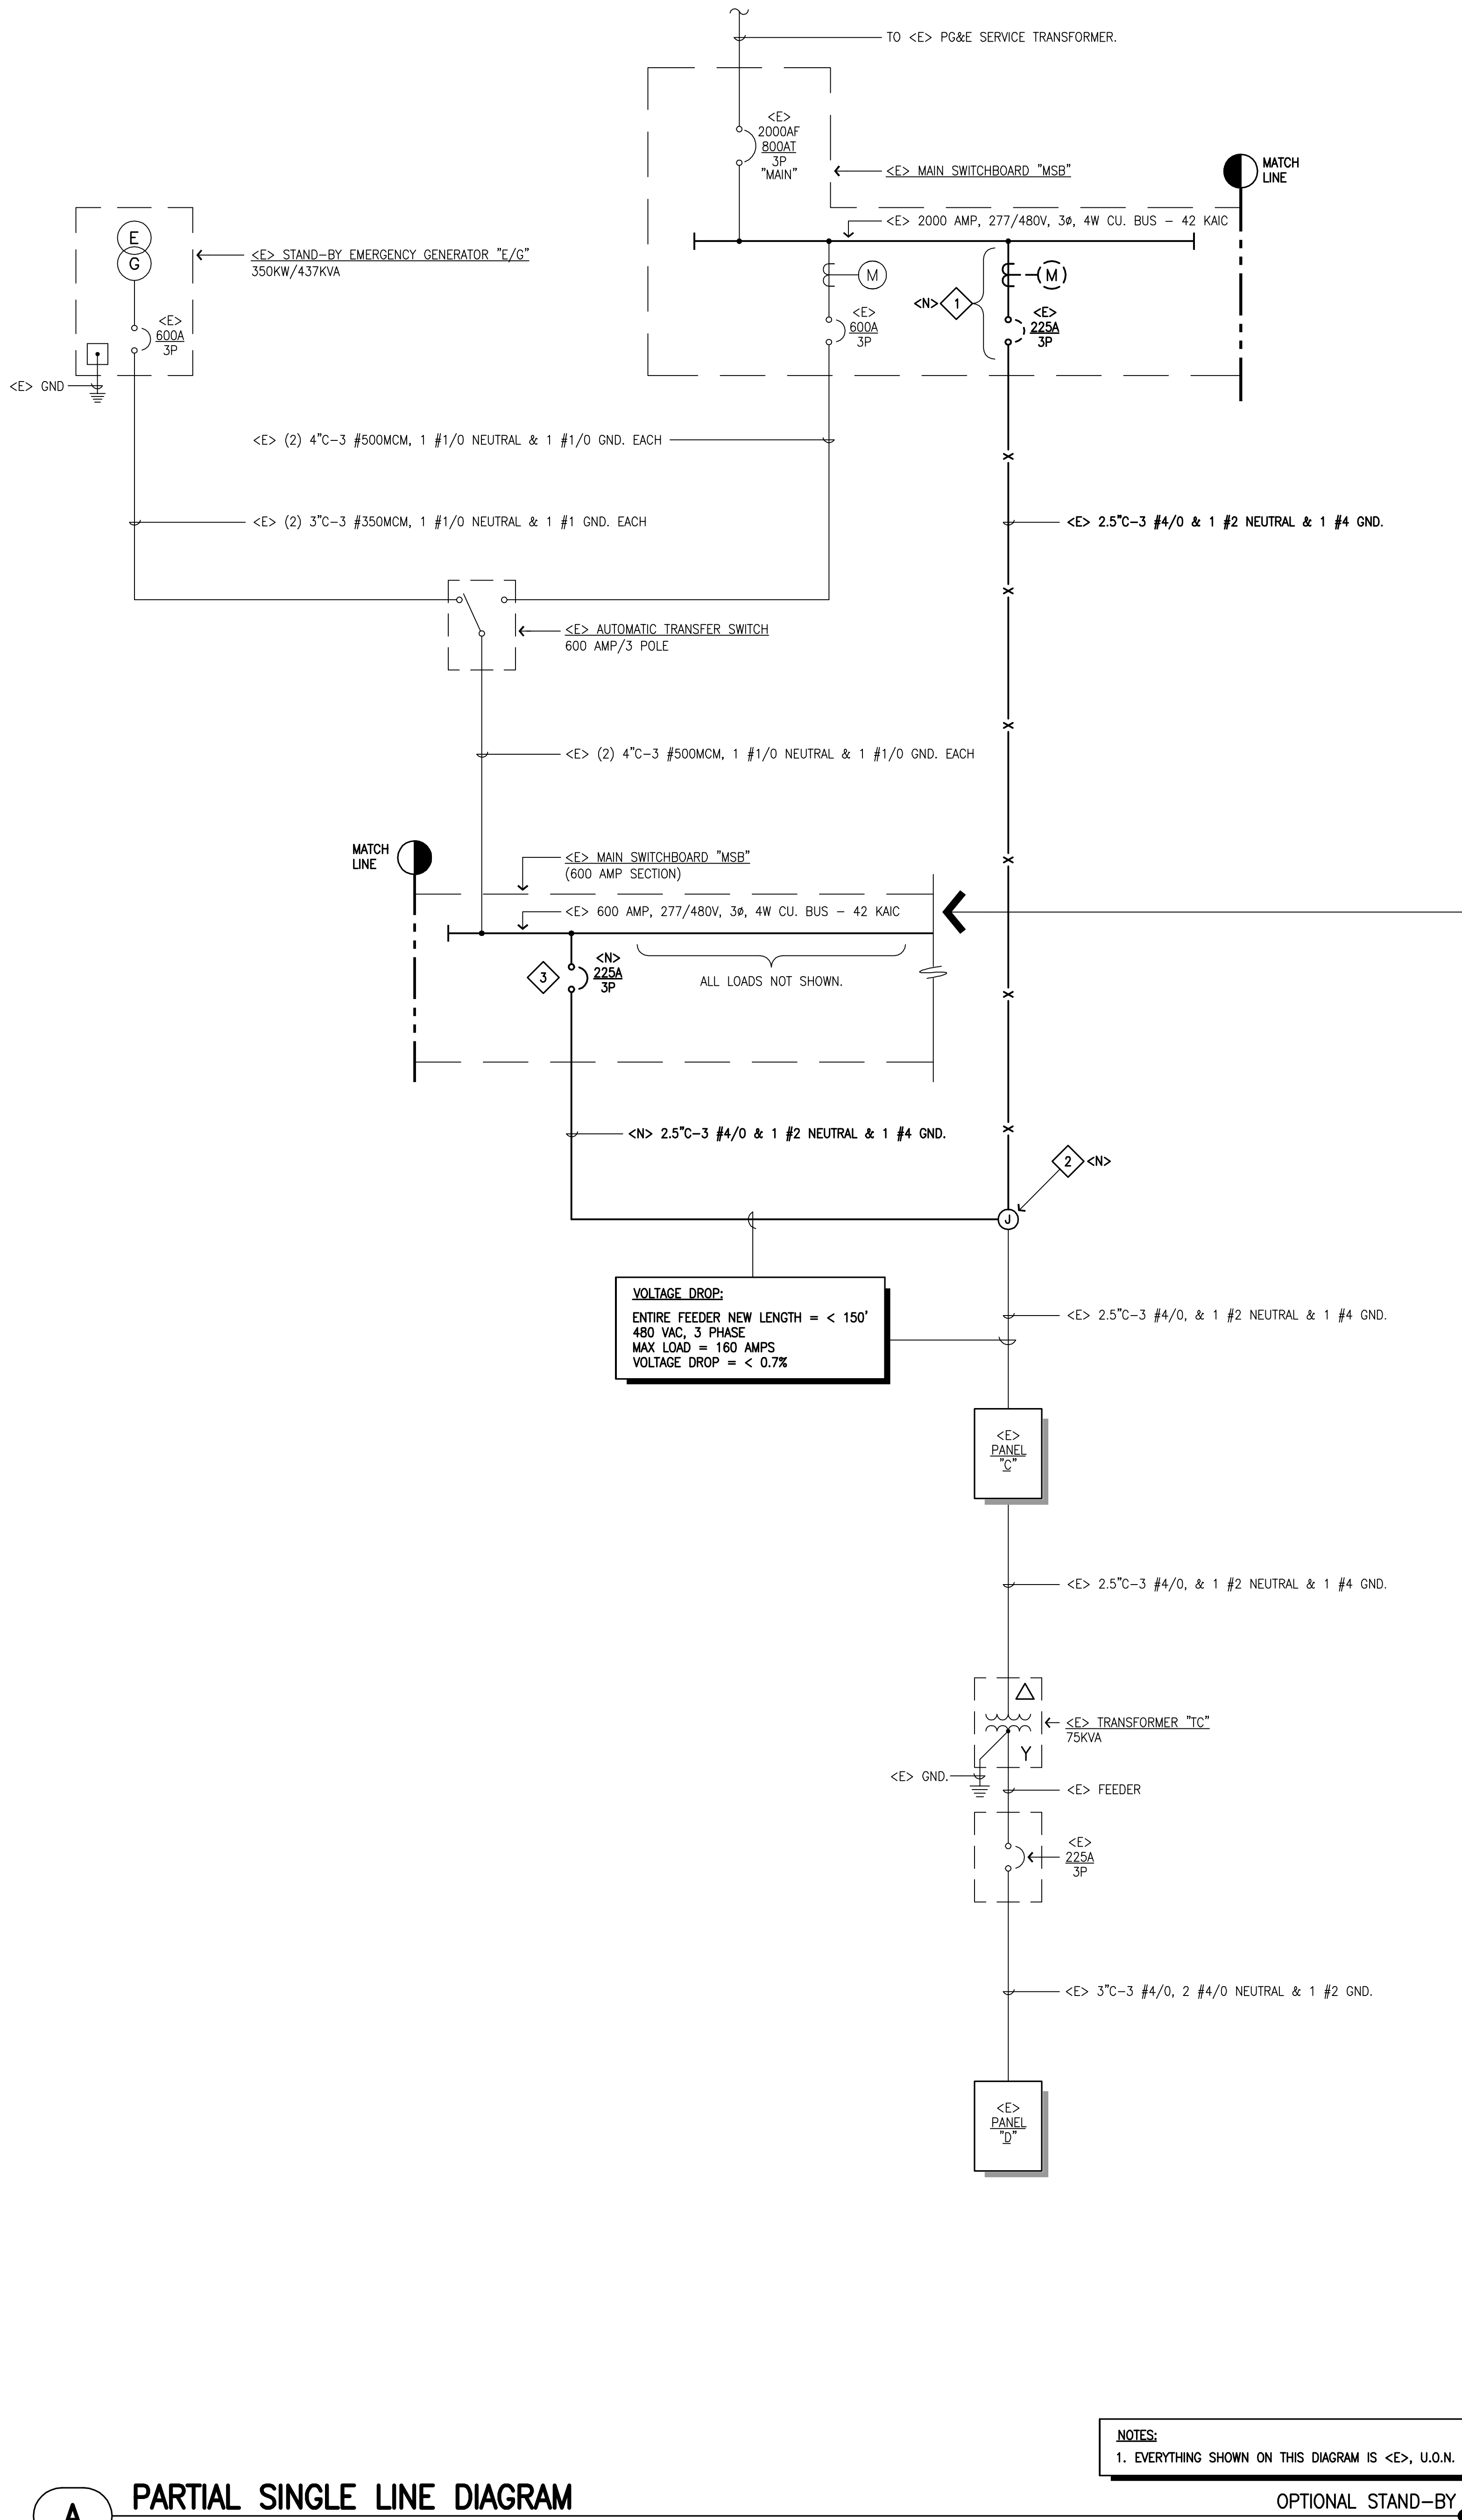 TO <E> PG&E SERVICE TRANSFORMER.
<E>
2000AF
800AT
3P
"MAIN"
<E> MAIN SWITCHBOARD "MSB"
MATCH
LINE
<E> 2000 AMP, 277/480V, 3ø, 4W CU. BUS – 42 KAIC
E
G
<E> STAND-BY EMERGENCY GENERATOR "E/G"
350KW/437KVA
<E>
600A
3P
<E> GND
M
<E>
600A
3P
<N> 1
(M)
<E>
225A
3P
<E> (2) 4"C-3 #500MCM, 1 #1/0 NEUTRAL & 1 #1/0 GND. EACH
<E> (2) 3"C-3 #350MCM, 1 #1/0 NEUTRAL & 1 #1 GND. EACH
<E> 2.5"C-3 #4/0 & 1 #2 NEUTRAL & 1 #4 GND.
<E> AUTOMATIC TRANSFER SWITCH
600 AMP/3 POLE
<E> (2) 4"C-3 #500MCM, 1 #1/0 NEUTRAL & 1 #1/0 GND. EACH
MATCH
LINE
<E> MAIN SWITCHBOARD "MSB"
(600 AMP SECTION)
<E> 600 AMP, 277/480V, 3ø, 4W CU. BUS – 42 KAIC
3
<N>
225A
3P
ALL LOADS NOT SHOWN.
<N> 2.5"C-3 #4/0 & 1 #2 NEUTRAL & 1 #4 GND.
2 <N>
J
VOLTAGE DROP:
ENTIRE FEEDER NEW LENGTH = < 150'
480 VAC, 3 PHASE
MAX LOAD = 160 AMPS
VOLTAGE DROP = < 0.7%
<E> 2.5"C-3 #4/0, & 1 #2 NEUTRAL & 1 #4 GND.
<E>
PANEL
"C"
<E> 2.5"C-3 #4/0, & 1 #2 NEUTRAL & 1 #4 GND.
<E> TRANSFORMER "TC"
75KVA
Y
<E> GND.
<E> FEEDER
<E>
225A
3P
<E> 3"C-3 #4/0, 2 #4/0 NEUTRAL & 1 #2 GND.
<E>
PANEL
"D"
NOTES:
1. EVERYTHING SHOWN ON THIS DIAGRAM IS <E>, U.O.N.
A
PARTIAL SINGLE LINE DIAGRAM
OPTIONAL STAND-BY